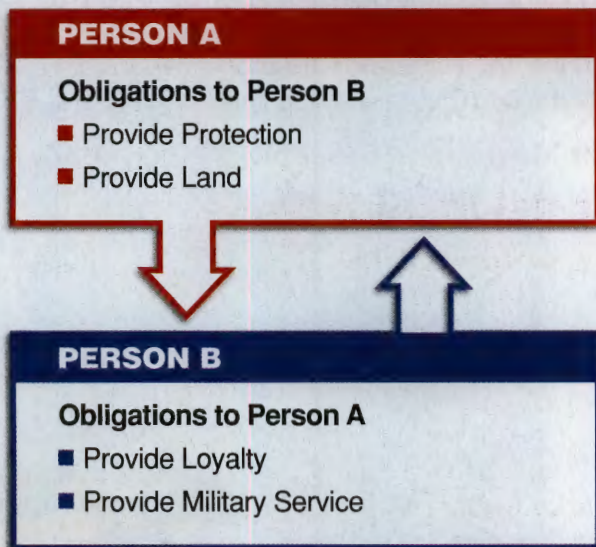 PERSON A
Obligations to Person B
■ Provide Protection
■ Provide Land
PERSON B
Obligations to Person A
■ Provide Loyalty
■ Provide Military Service